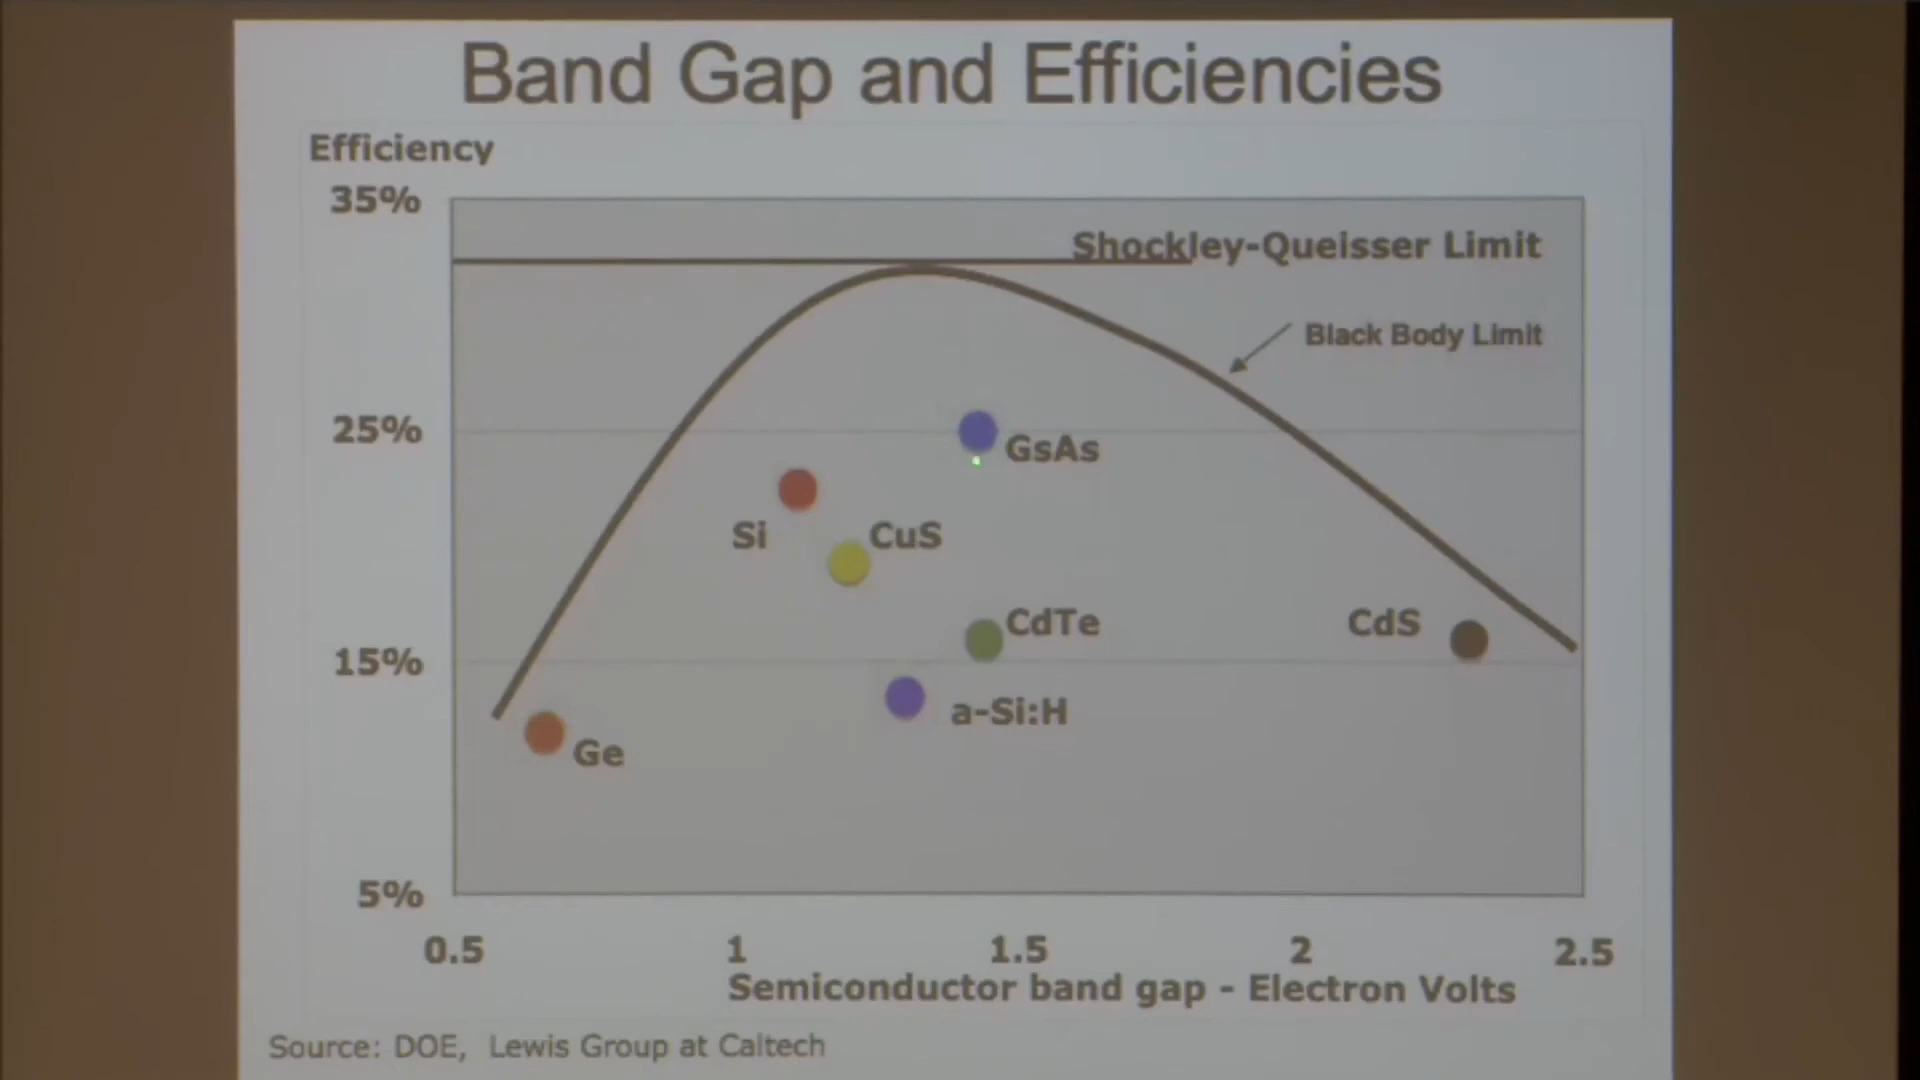 Band Gap and Efficiencies
Efficiency
35%
Shockley-Queisser Limit
Black Body Limit
25%
GsAs
Si
CuS
CdTe
CdS
15%
a-Si:H
Ge
5%
0.5 1 1.5 2 2.5
Semiconductor band gap - Electron Volts
Source: DOE, Lewis Group at Caltech